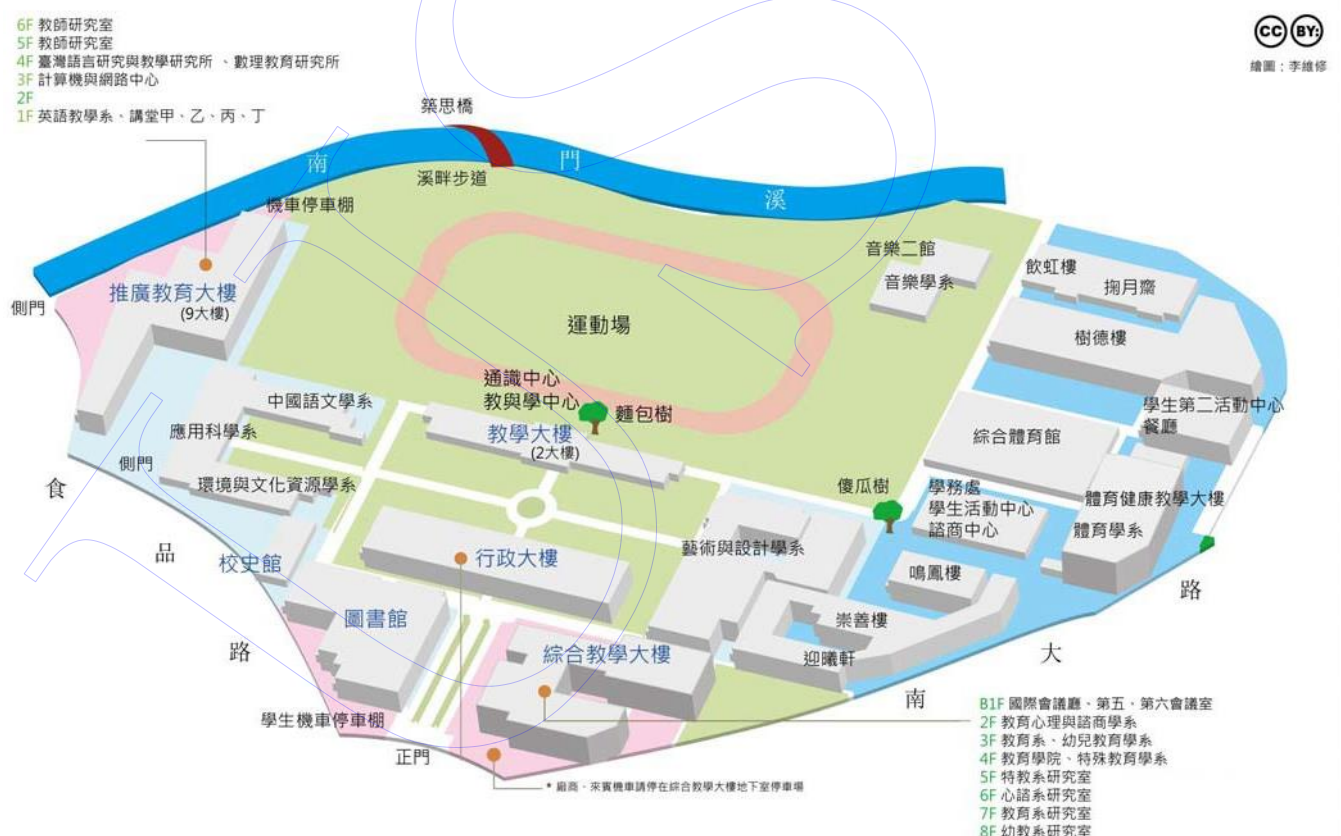 6F 教師研究室
5F 教師研究室
4F 臺灣語言研究與教學研究所 、數理教育研究所
3F 計算機與網路中心
2F
1F 英語教學系、講堂甲、乙、丙、丁
CC BY:
繪圖：李維修
築思橋
南 門 溪
溪畔步道
機車停車棚
音樂二館
音樂學系
飲虹樓
掬月齋
推廣教育大樓
(9大樓)
側門
運動場
樹德樓
通識中心
教與學中心
麵包樹
中國語文學系
學生第二活動中心
餐廳
教學大樓
(2大樓)
應用科學系
綜合體育館
側門
環境與文化資源學系
傻瓜樹
學務處
學生活動中心
諮商中心
體育健康教學大樓
體育學系
食 品 路
校史館
行政大樓
藝術與設計學系
鳴鳳樓
圖書館
崇善樓
綜合教學大樓
迎曦軒
南 大 路
學生機車停車棚
正門
B1F 國際會議廳、第五、第六會議室
2F 教育心理與諮商學系
3F 教育系、幼兒教育學系
4F 教育學院、特殊教育學系
5F 特教系研究室
6F 心諮系研究室
7F 教育系研究室
8F 幼教系研究室
* 廠商、來賓機車請停在綜合教學大樓地下室停車場